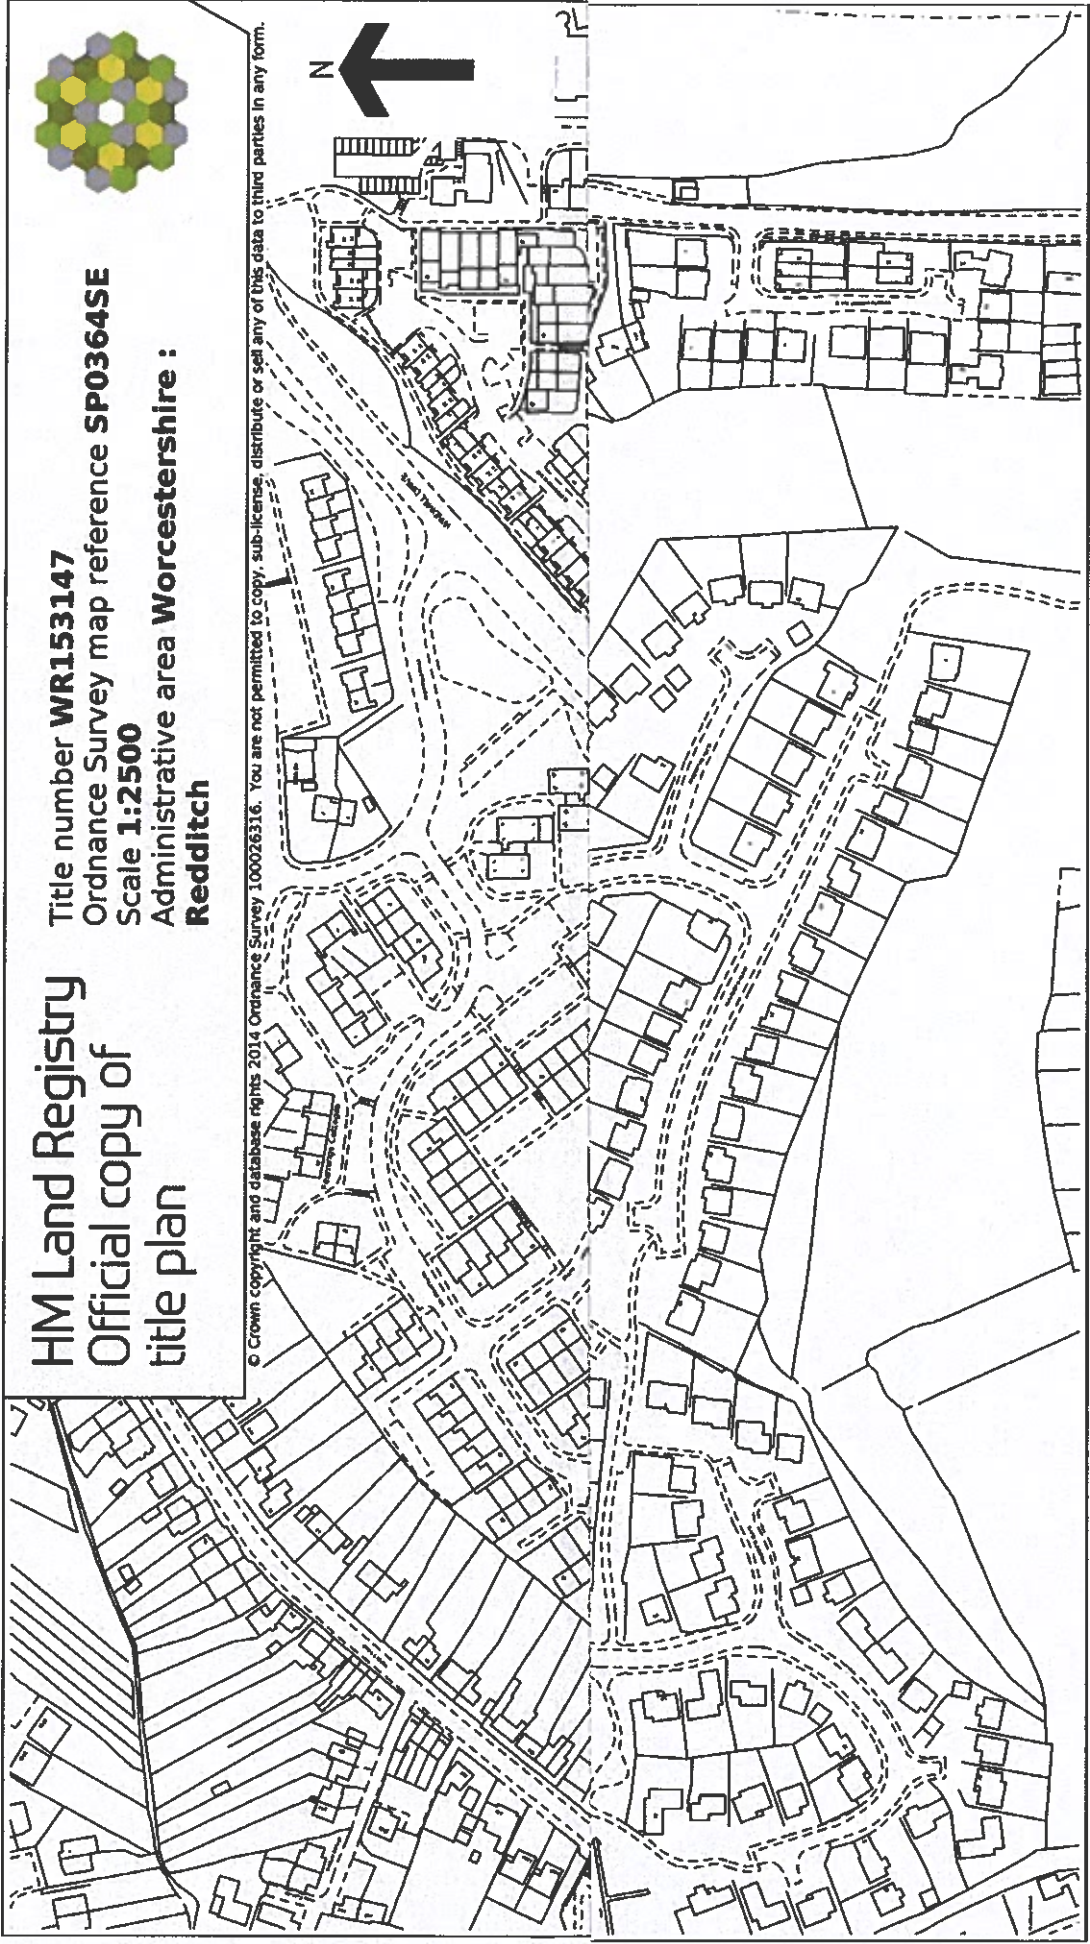 HM Land Registry
Official copy of
title plan
Title number WR153147
Ordnance Survey map reference SP0364SE
Scale 1:2500
Administrative area Worcestershire :
Redditch
© Crown copyright and database rights 2014 Ordnance Survey 100026316. You are not permitted to copy, sub-license, distribute or sell any of this data to third parties in any form.
N